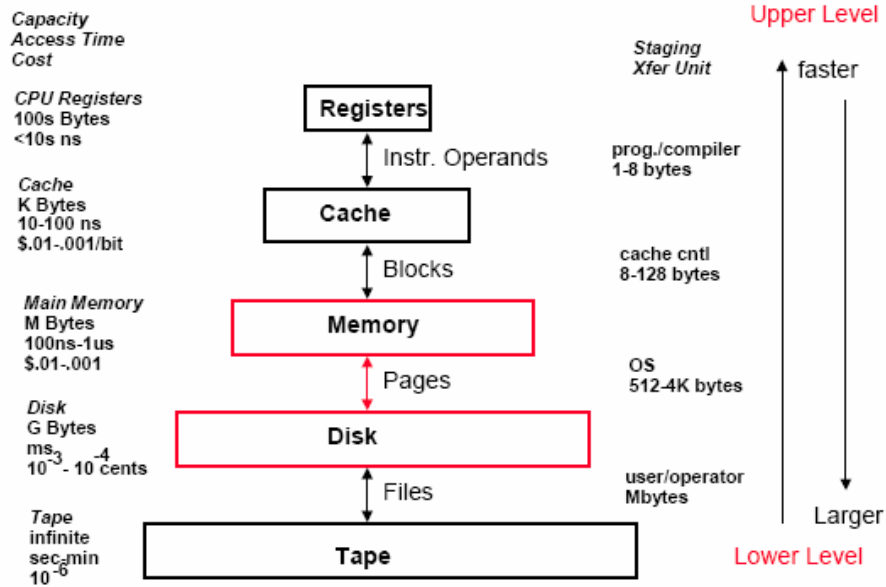 Capacity
Access Time
Cost
Upper Level
Staging
Xfer Unit
faster
CPU Registers
100s Bytes
<10s ns
Registers
Instr. Operands
prog./compiler
1-8 bytes
Cache
K Bytes
10-100 ns
$.01-.001/bit
Cache
Blocks
cache cntl
8-128 bytes
Main Memory
M Bytes
100ns-1us
$.01-.001
Memory
Pages
OS
512-4K bytes
Disk
G Bytes
ms
10-3 - 10-4 cents
Disk
Files
user/operator
Mbytes
Larger
Tape
infinite
sec-min
10-6
Tape
Lower Level